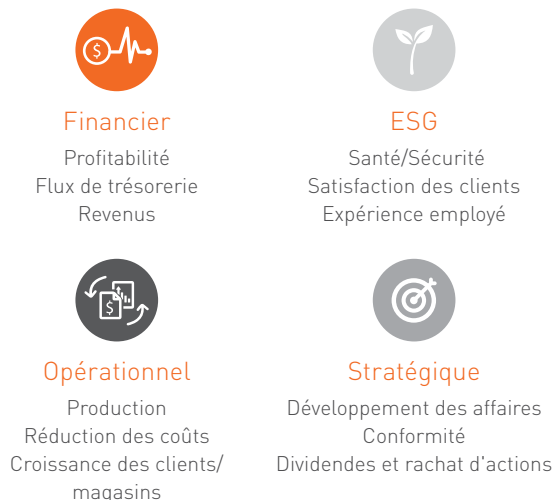 Financier
Profitabilité
Flux de trésorerie
Revenus
ESG
Santé/Sécurité
Satisfaction des clients
Expérience employé
Opérationnel
Production
Réduction des coûts
Croissance des clients/
magasins
Stratégique
Développement des affaires
Conformité
Dividendes et rachat d'actions